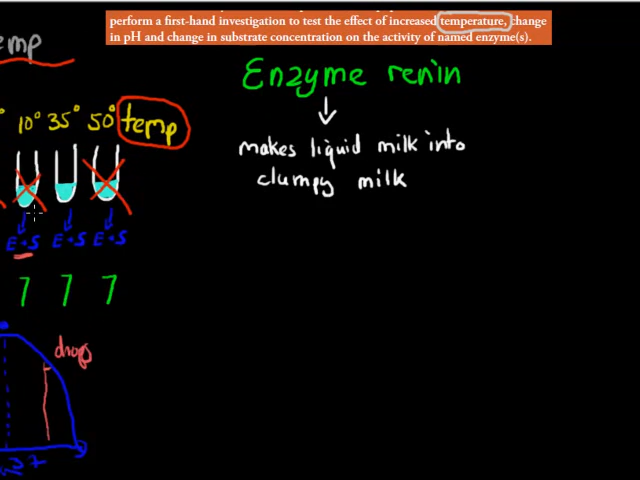 perform a first-hand investigation to test the effect of increased temperature, change
in pH and change in substrate concentration on the activity of named enzyme(s).
temp
Enzyme renin
10° 35° 50° temp
makes liquid milk into
clumpy milk
E+S E+S E+S
7 7 7
drops